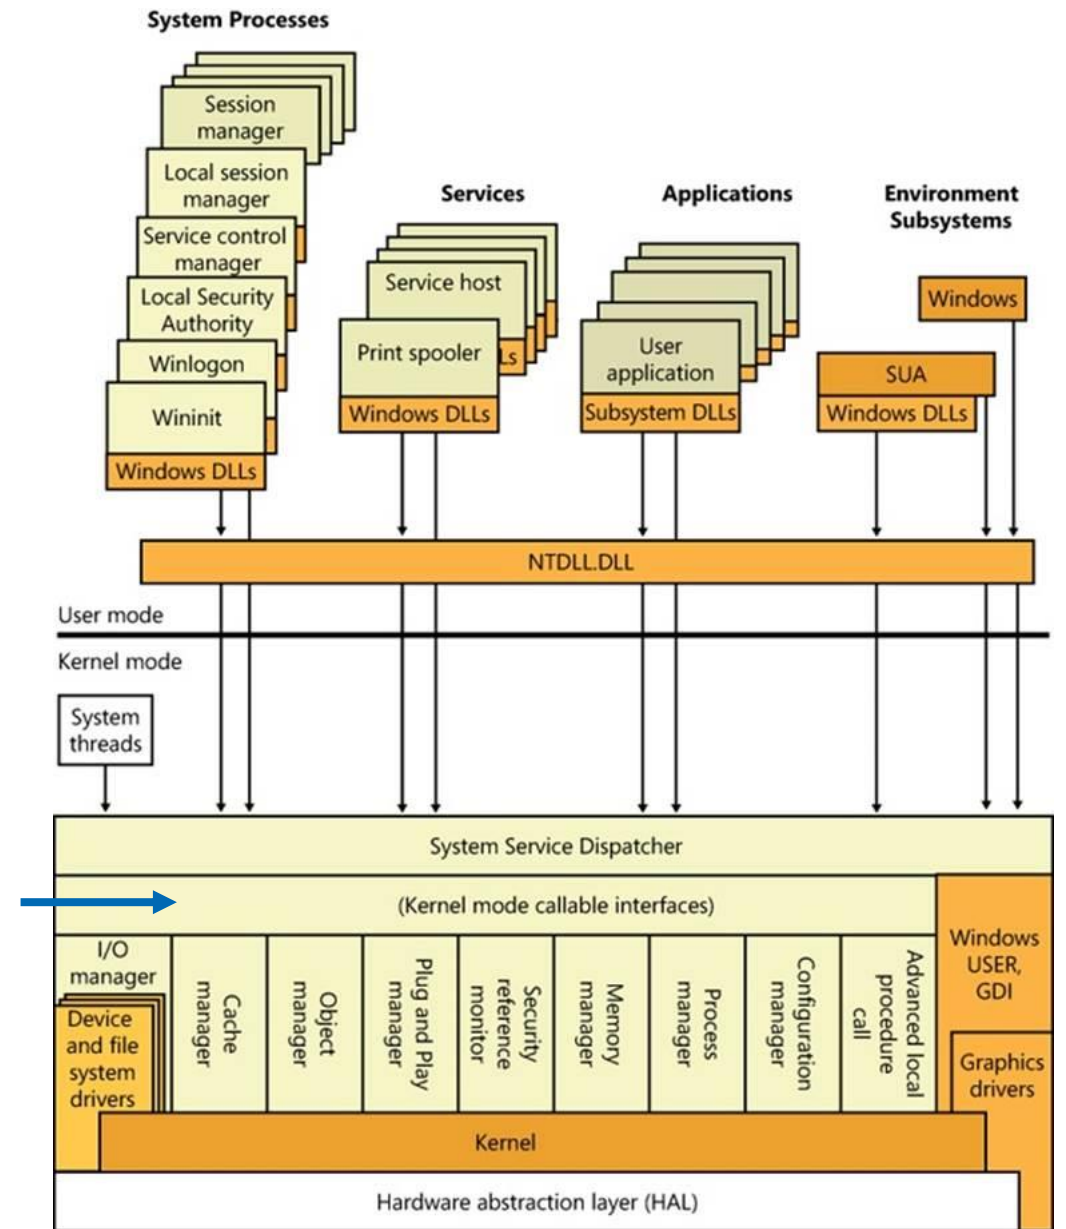 System Processes
Session
manager
Local session
manager
Service control
manager
Local Security
Authority
Winlogon
Wininit
Windows DLLs
Services
Service host
Ls
Print spooler
Windows DLLs
Applications
User
application
Subsystem DLLs
Environment
Subsystems
Windows
SUA
Windows DLLs
NTDLL.DLL
User mode
Kernel mode
System
threads
System Service Dispatcher
(Kernel mode callable interfaces)
I/O
manager
Device
and file
system
drivers
Cache
manager
Object
manager
Plug and Play
manager
Security
reference
monitor
Memory
manager
Process
manager
Configuration
manager
Advanced local
procedure
call
Windows
USER,
GDI
Graphics
drivers
Kernel
Hardware abstraction layer (HAL)